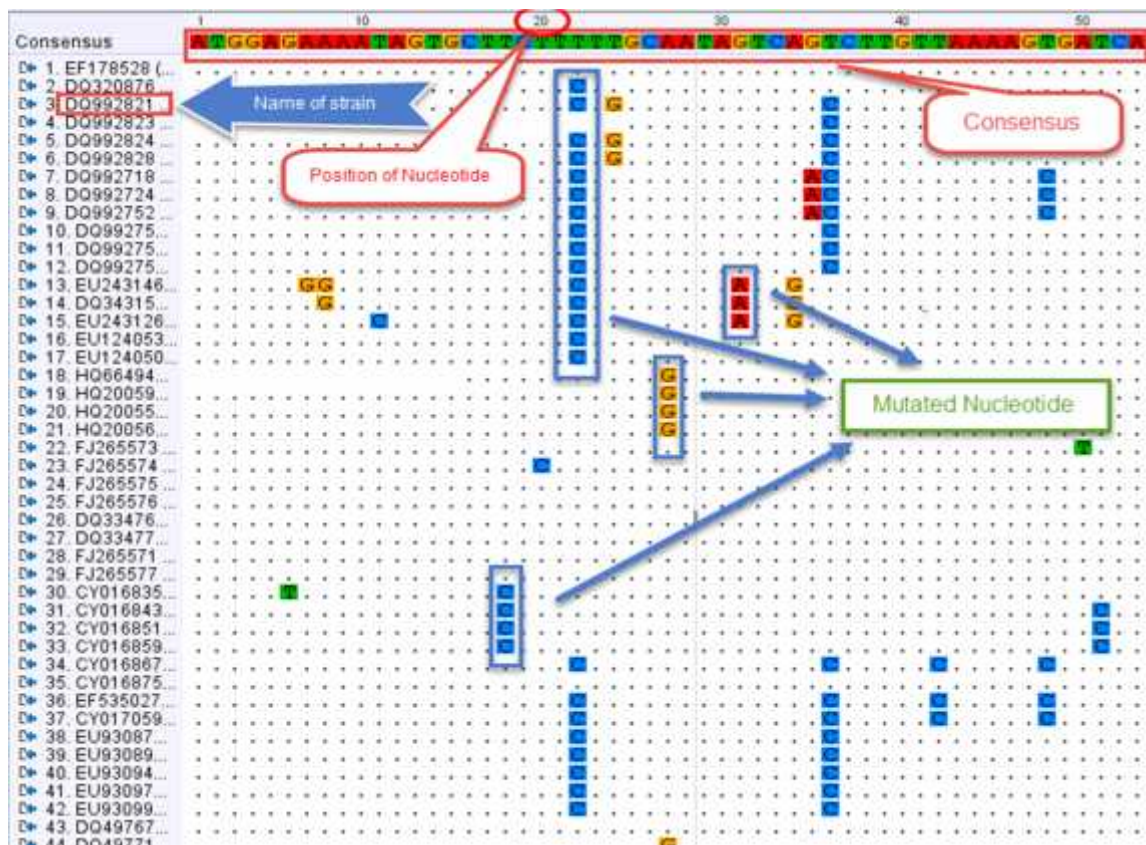 1 10 20 30 40 50
Consensus ATGGAGAAAATAGTGCTTCTTTTTGCAATAGTCAGTCTTGTTAAAAGTGATCA
1. EF178528 (...
2. DQ320876 C
3. DQ992821 C G C
4. DQ992823 C
5. DQ992824 C G C
6. DQ992828 C G C
7. DQ992718 C A C C
8. DQ992724 C A C C
9. DQ992752 C A C C
10. DQ99275... C C
11. DQ99275... C C
12. DQ99275... C C
13. EU243146... G G C A G
14. DQ34315... G C A G
15. EU243126... C C A G
16. EU124053... C
17. EU124050... C
18. HQ66494... G
19. HQ20059... G
20. HQ20055... G
21. HQ20056... G
22. FJ265573 ... T
23. FJ265574 ... C
24. FJ265575 ...
25. FJ265576 ...
26. DQ33476...
27. DQ33477...
28. FJ265571 ...
29. FJ265577 ...
30. CY016835... T C
31. CY016843... C C
32. CY016851... C C
33. CY016859... C C
34. CY016867... C C C C
35. CY016875...
36. EF535027... C C C C
37. CY017059... C C C C
38. EU93087... C C
39. EU93089... C C
40. EU93094... C C
41. EU93097... C C
42. EU93099... C C
43. DQ49767...
44. DQ49771... G
Name of strain
Position of Nucleotide
Consensus
Mutated Nucleotide